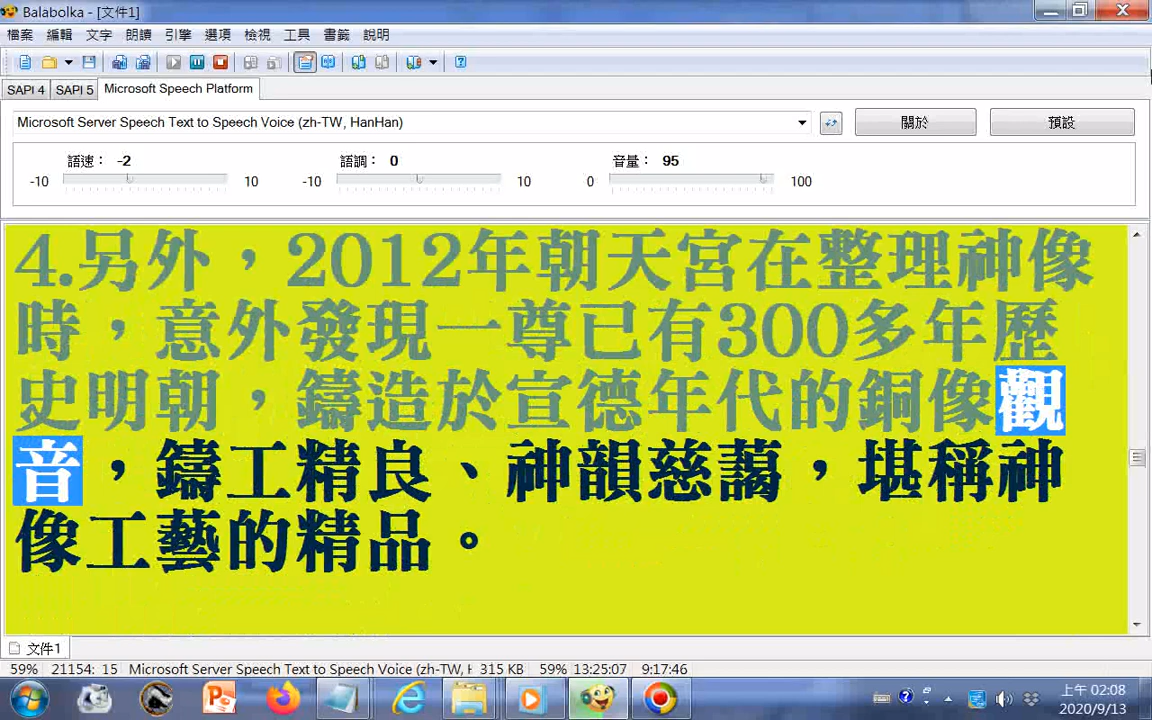 Balabolka - [文件1]
檔案 編輯 文字 朗讀 引擎 選項 檢視 工具 書籤 說明
SAPI 4 SAPI 5 Microsoft Speech Platform
Microsoft Server Speech Text to Speech Voice (zh-TW, HanHan) 關於 預設
語速： -2 語調： 0 音量： 95
-10 10 -10 10 0 100
4.另外，2012年朝天宮在整理神像
時，意外發現一尊已有300多年歷
史明朝，鑄造於宣德年代的銅像觀
音，鑄工精良、神韻慈藹，堪稱神
像工藝的精品。
文件1
59% 21154: 15 Microsoft Server Speech Text to Speech Voice (zh-TW, H 315 KB 59% 13:25:07 9:17:46
上午 02:08
2020/9/13